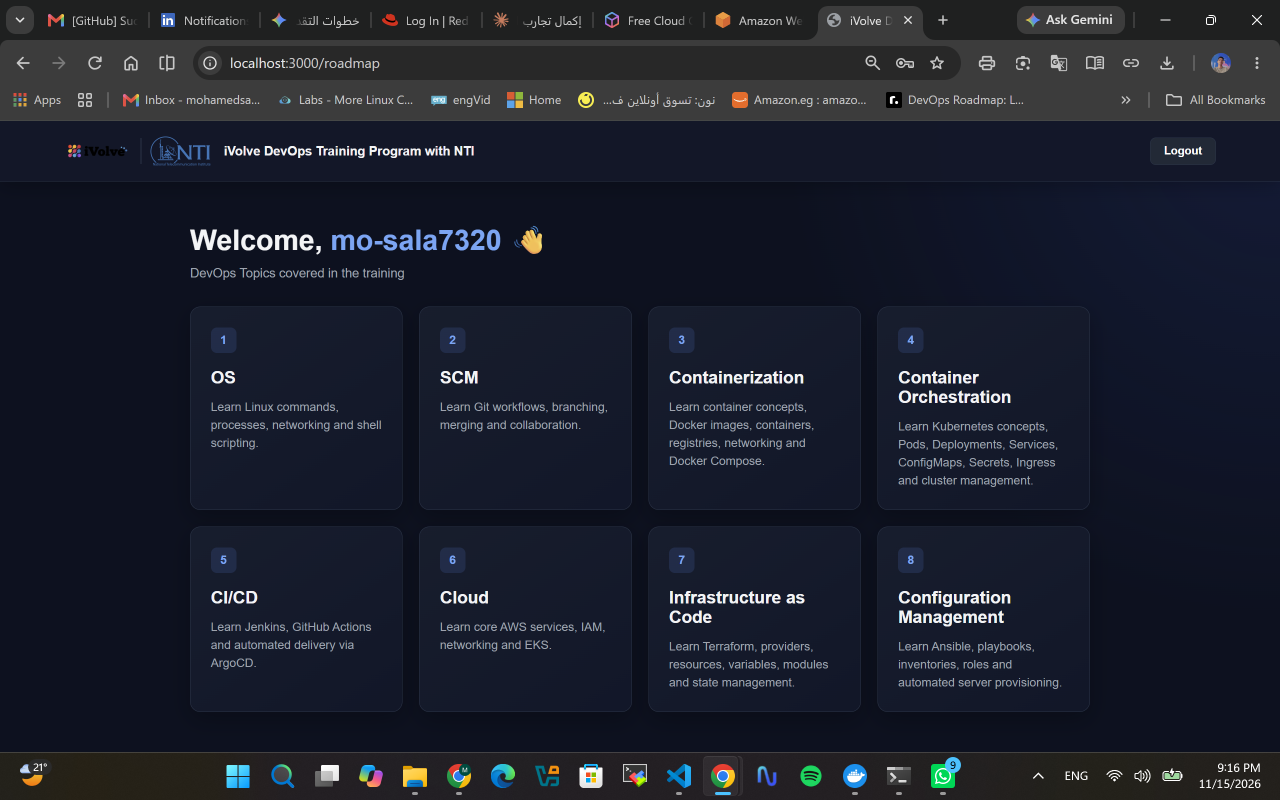 [GitHub] Suc
Notification
خطوات التقد
Log In | Red
إكمال تجارب
Free Cloud
Amazon We
iVolve D
Ask Gemini
localhost:3000/roadmap
Apps
Inbox - mohamedsa...
Labs - More Linux C...
eng
engVid
Home
نون: تسوق أونلاين ف...
Amazon.eg : amazo...
r.
DevOps Roadmap: L...
All Bookmarks
iVolve
NTI
iVolve DevOps Training Program with NTI
Logout
Welcome, mo-sala7320 👋
DevOps Topics covered in the training
1
OS
Learn Linux commands,
processes, networking and shell
scripting.
2
SCM
Learn Git workflows, branching,
merging and collaboration.
3
Containerization
Learn container concepts,
Docker images, containers,
registries, networking and
Docker Compose.
4
Container
Orchestration
Learn Kubernetes concepts,
Pods, Deployments, Services,
ConfigMaps, Secrets, Ingress
and cluster management.
5
CI/CD
Learn Jenkins, GitHub Actions
and automated delivery via
ArgoCD.
6
Cloud
Learn core AWS services, IAM,
networking and EKS.
7
Infrastructure as
Code
Learn Terraform, providers,
resources, variables, modules
and state management.
8
Configuration
Management
Learn Ansible, playbooks,
inventories, roles and
automated server provisioning.
21°
9
ENG
9:16 PM
11/15/2026